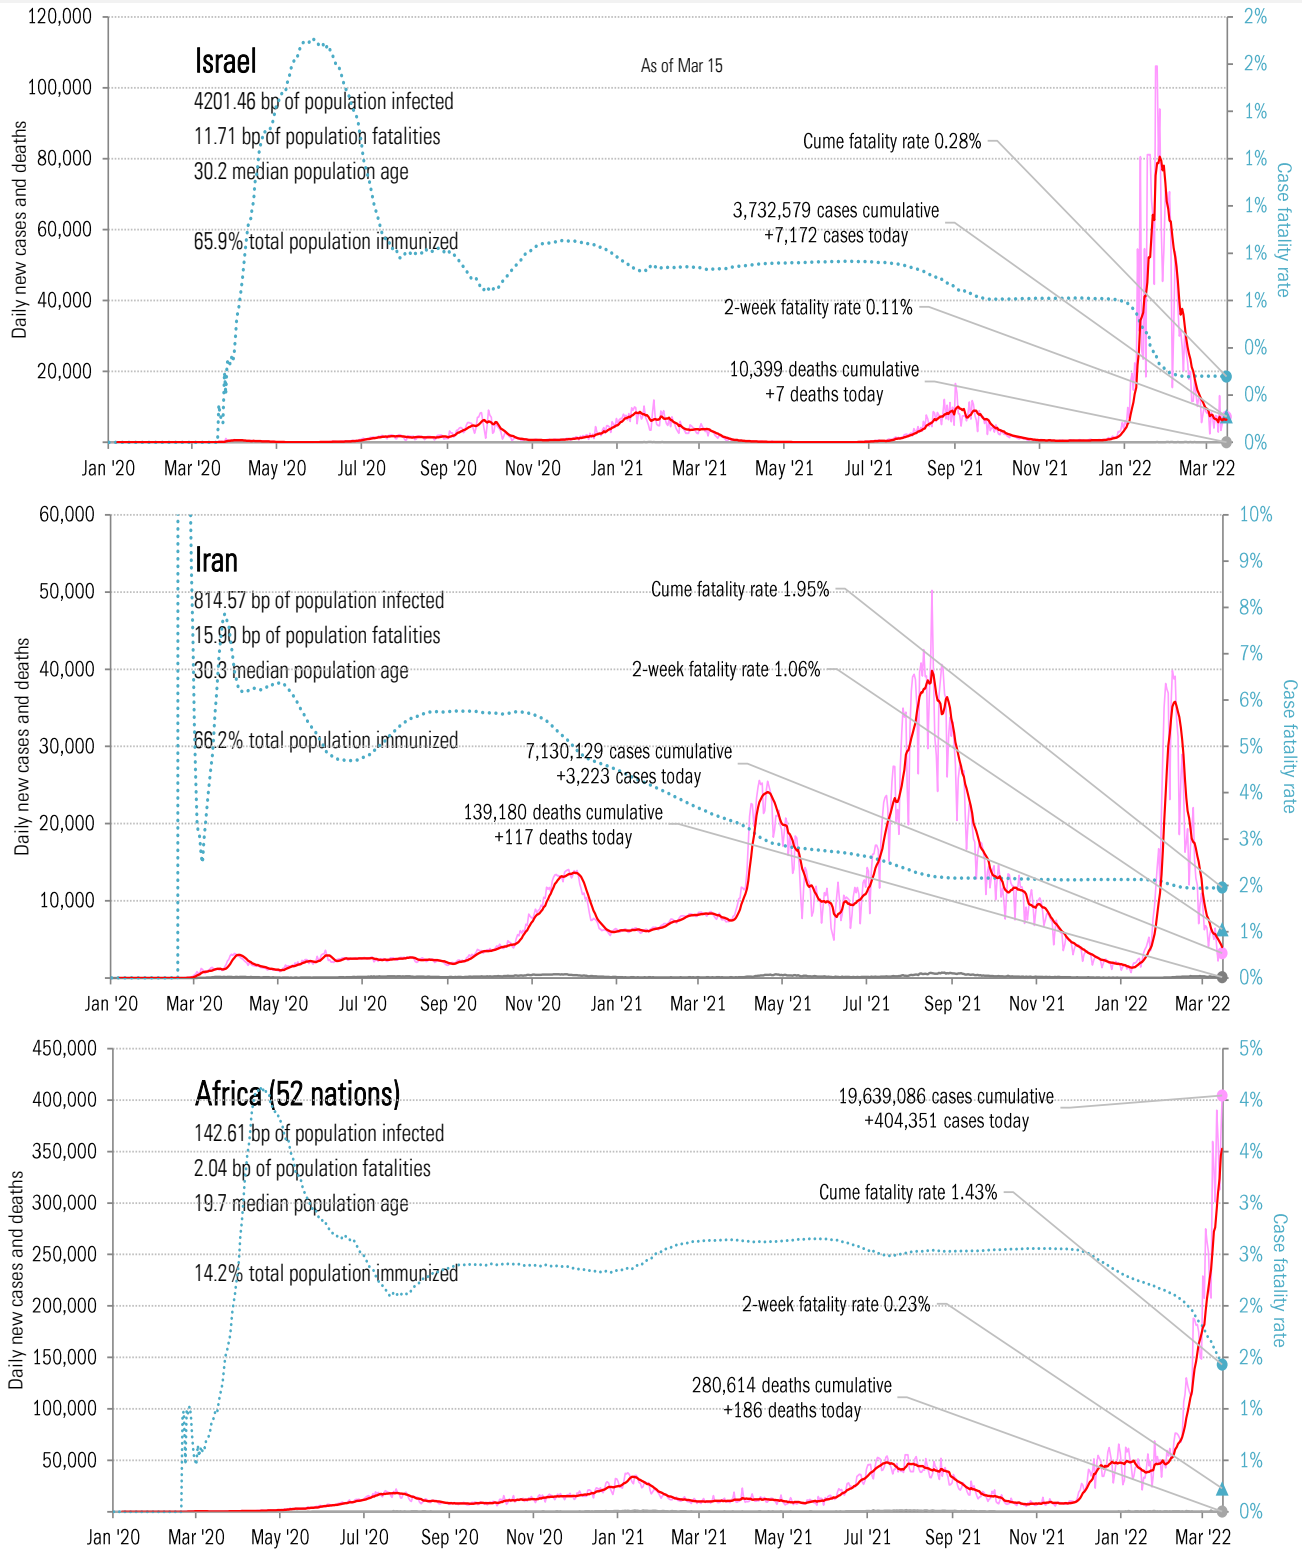 120,000
2%
Israel
As of Mar 15
2%
4201.46 bp of population infected
100,000
1%
11.71 bp of population fatalities
Cume fatality rate 0.28%
80,000
1%
30.2 median population age
3,732,579 cases cumulative
+7,172 cases today
1%
60,000
65.9% total population immunized
1%
2-week fatality rate 0.11%
40,000
1%
0%
10,399 deaths cumulative
+7 deaths today
20,000
0%
0%
Daily new cases and deaths
Case fatality rate
Jan '20 Mar '20 May '20 Jul '20 Sep '20 Nov '20 Jan '21 Mar '21 May '21 Jul '21 Sep '21 Nov '21 Jan '22 Mar '22
60,000
10%
Iran
9%
814.57 bp of population infected
50,000
Cume fatality rate 1.95%
8%
15.90 bp of population fatalities
7%
30.3 median population age
40,000
2-week fatality rate 1.06%
6%
66.2% total population immunized
30,000
5%
7,130,129 cases cumulative
+3,223 cases today
4%
139,180 deaths cumulative
+117 deaths today
20,000
3%
10,000
2%
1%
0%
Daily new cases and deaths
Case fatality rate
Jan '20 Mar '20 May '20 Jul '20 Sep '20 Nov '20 Jan '21 Mar '21 May '21 Jul '21 Sep '21 Nov '21 Jan '22 Mar '22
450,000
5%
Africa (52 nations)
400,000
4%
19,639,086 cases cumulative
+404,351 cases today
142.61 bp of population infected
350,000
4%
2.04 bp of population fatalities
Cume fatality rate 1.43%
300,000
3%
19.7 median population age
250,000
3%
14.2% total population immunized
200,000
2%
2-week fatality rate 0.23%
150,000
2%
280,614 deaths cumulative
+186 deaths today
100,000
1%
50,000
1%
0%
Daily new cases and deaths
Case fatality rate
Jan '20 Mar '20 May '20 Jul '20 Sep '20 Nov '20 Jan '21 Mar '21 May '21 Jul '21 Sep '21 Nov '21 Jan '22 Mar '22